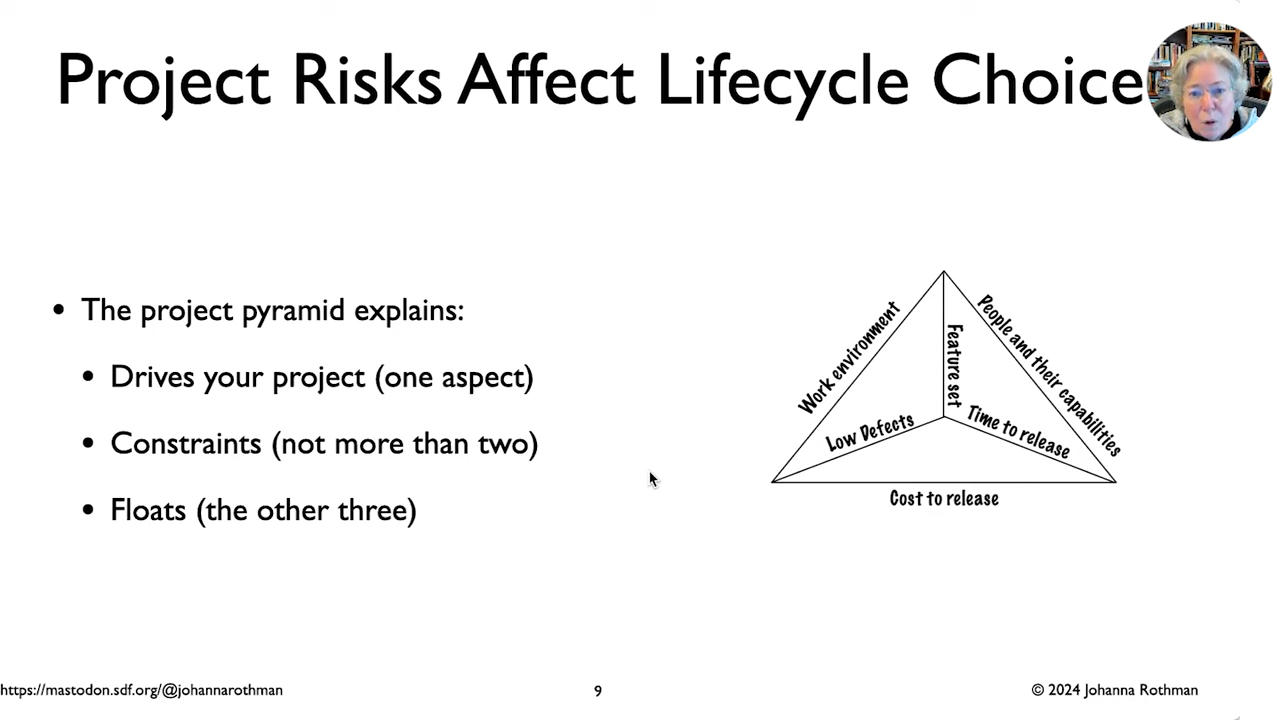 Project Risks Affect Lifecycle Choice
• The project pyramid explains:
• Drives your project (one aspect)
• Constraints (not more than two)
• Floats (the other three)
Work environment
Feature set
People and their capabilities
Low Defects
Time to release
Cost to release
https://mastodon.sdf.org/@johannarothman
9
© 2024 Johanna Rothman